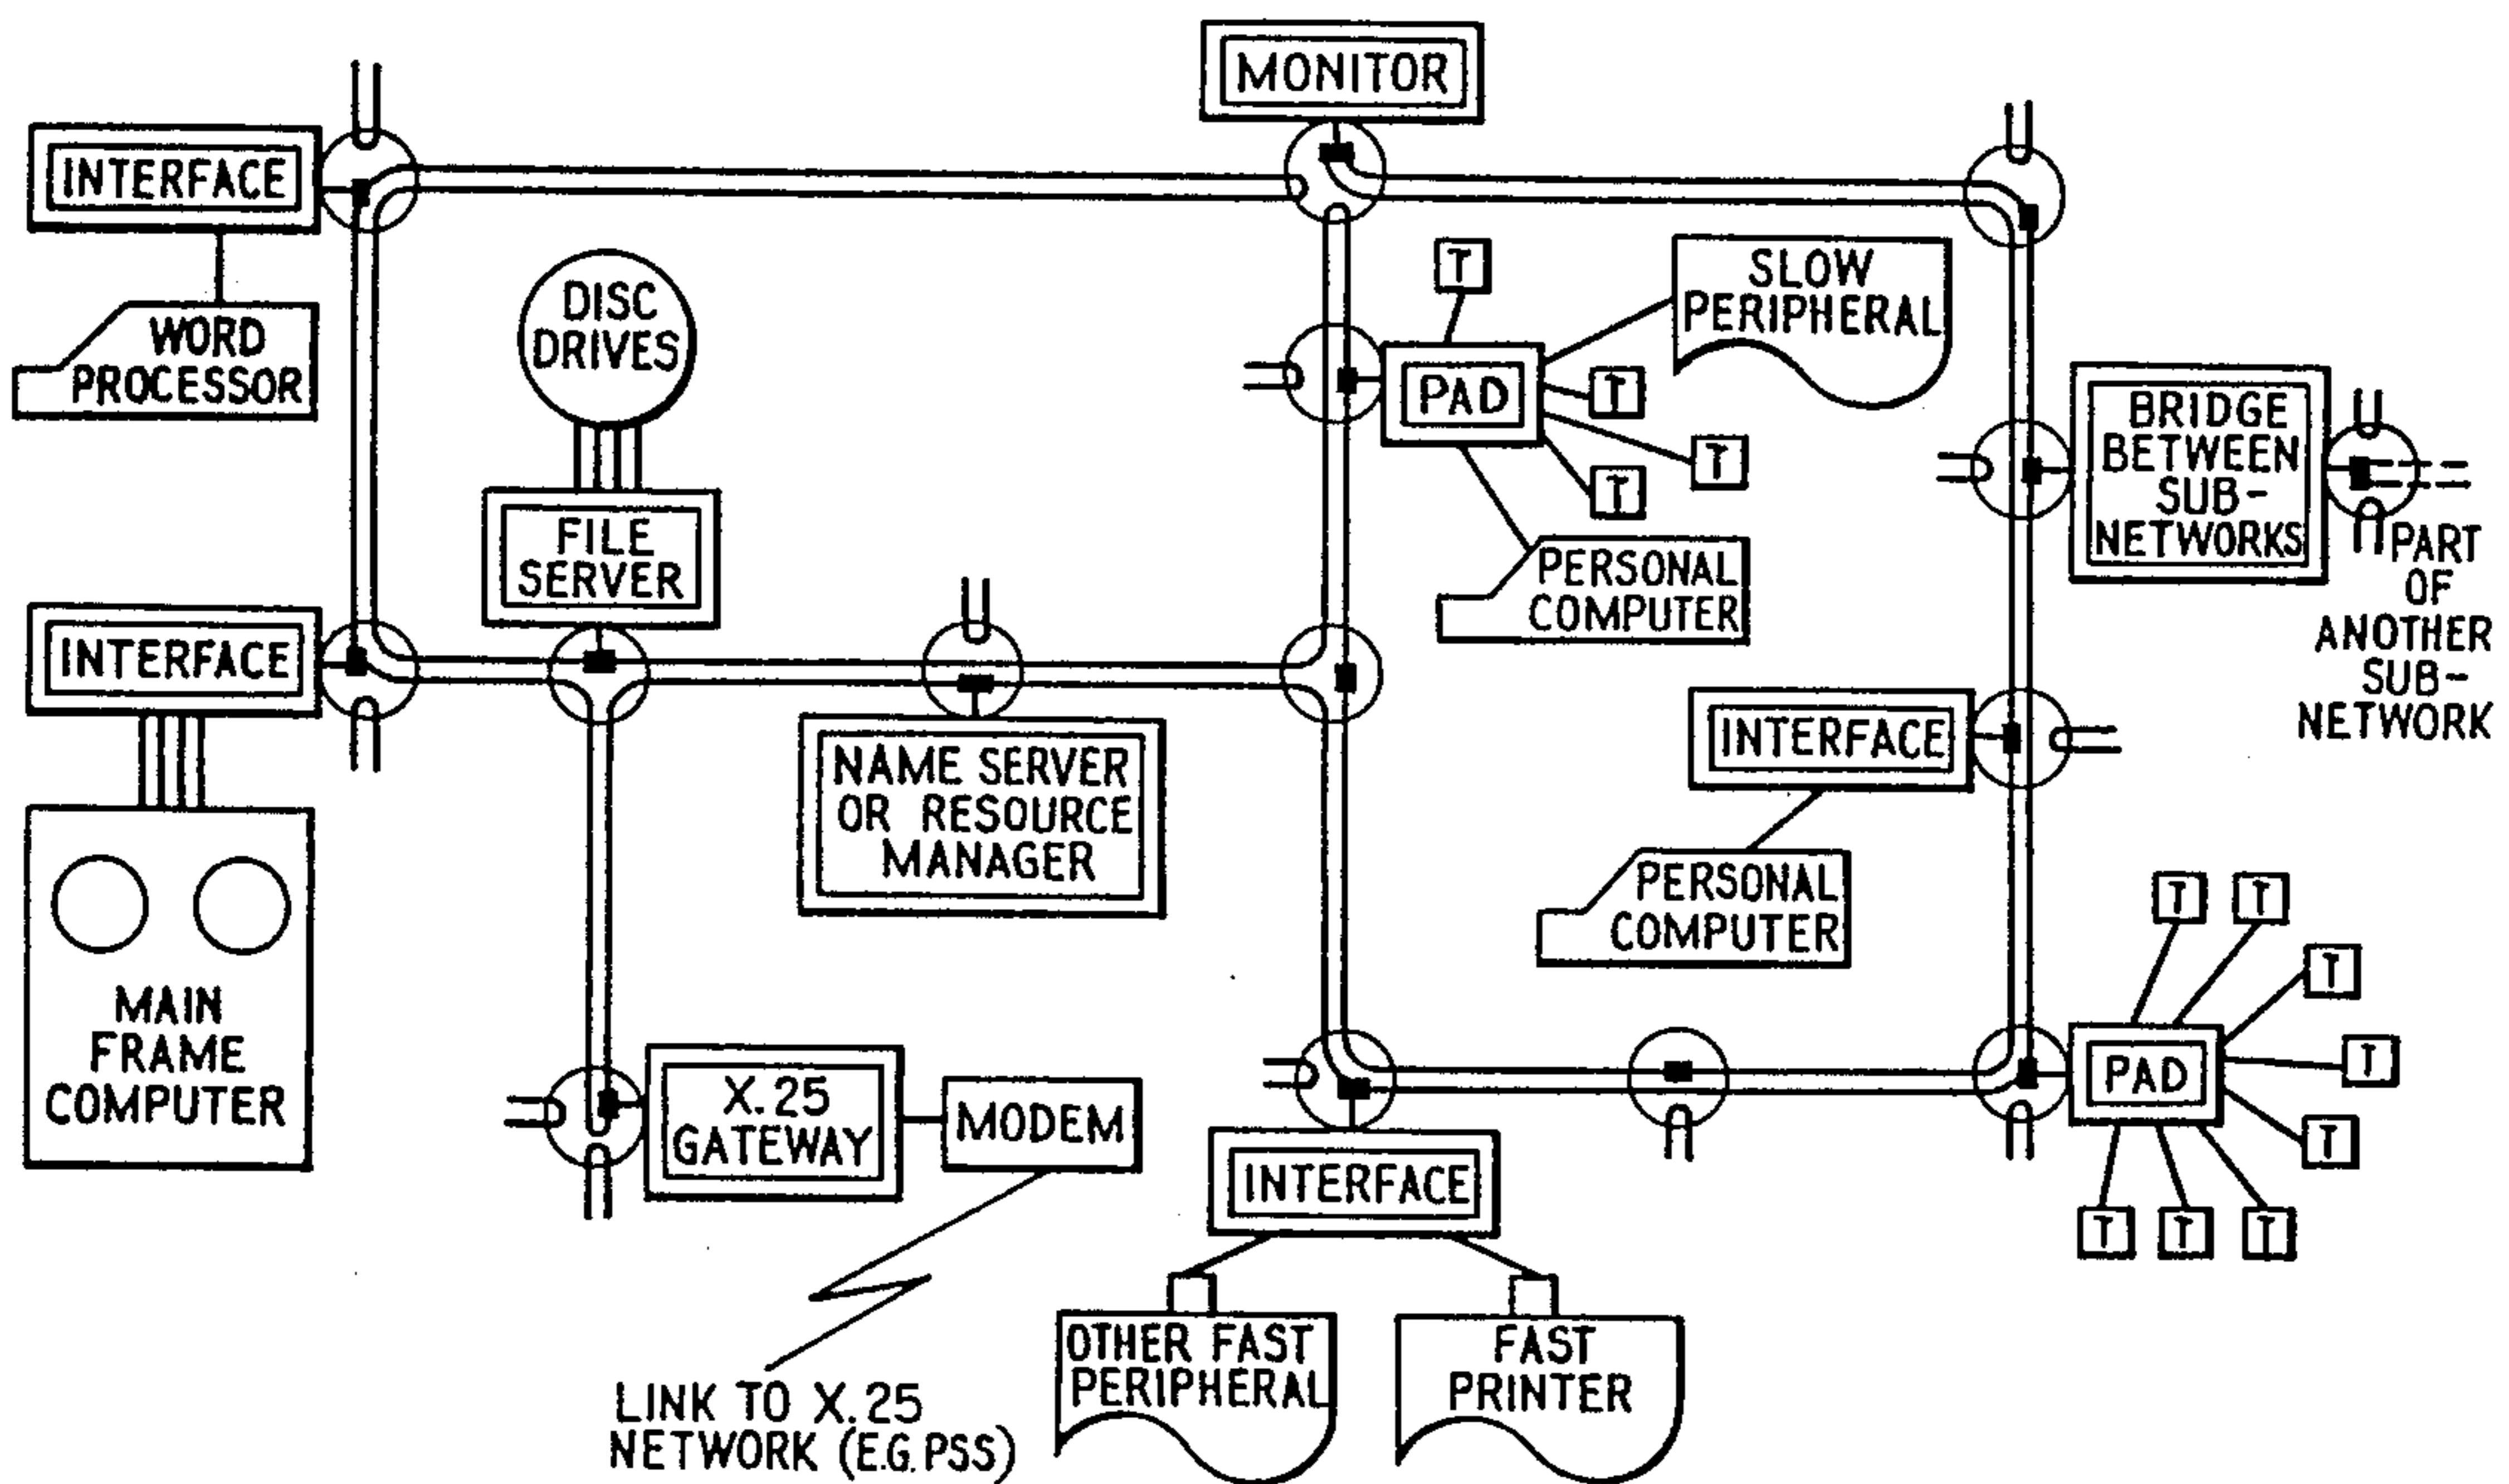 MONITOR
INTERFACE
WORD
PROCESSOR
DISC
DRIVES
FILE
SERVER
T
SLOW
PERIPHERAL
PAD
T
T
T
PERSONAL
COMPUTER
BRIDGE
BETWEEN
SUB-
NETWORKS
PART
OF
ANOTHER
SUB-
NETWORK
INTERFACE
MAIN
FRAME
COMPUTER
NAME SERVER
OR RESOURCE
MANAGER
INTERFACE
PERSONAL
COMPUTER
X.25
GATEWAY
MODEM
LINK TO X.25
NETWORK (E.G. PSS)
INTERFACE
OTHER FAST
PERIPHERAL
FAST
PRINTER
PAD
T
T
T
T
T
T
T
T